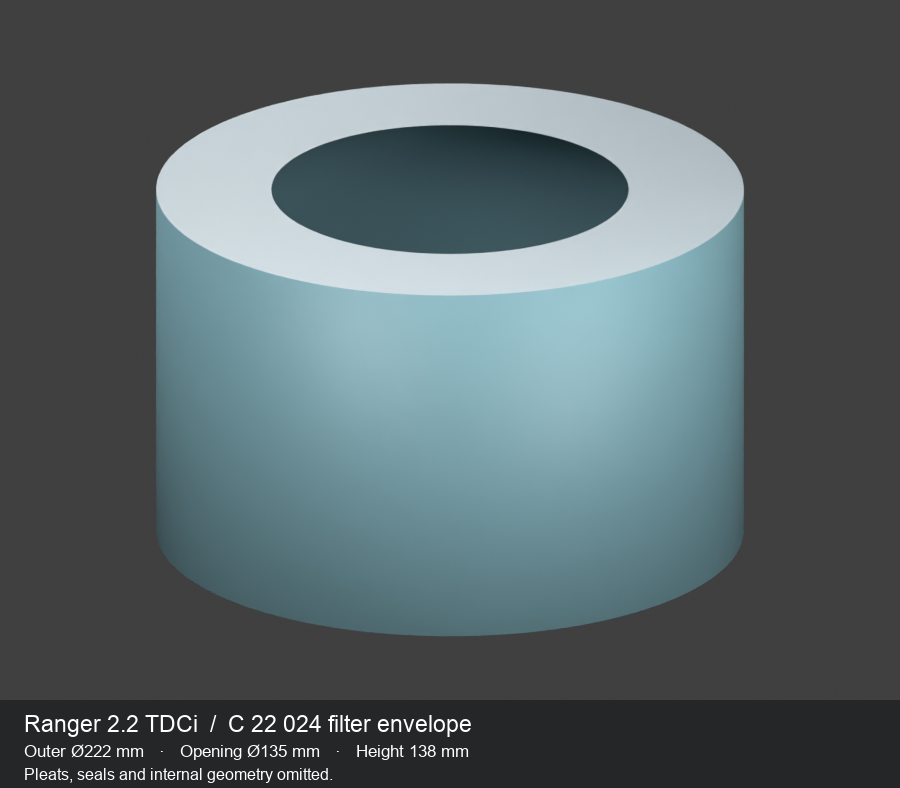 Ranger 2.2 TDCi / C 22 024 filter envelope
Outer Ø222 mm · Opening Ø135 mm · Height 138 mm
Pleats, seals and internal geometry omitted.